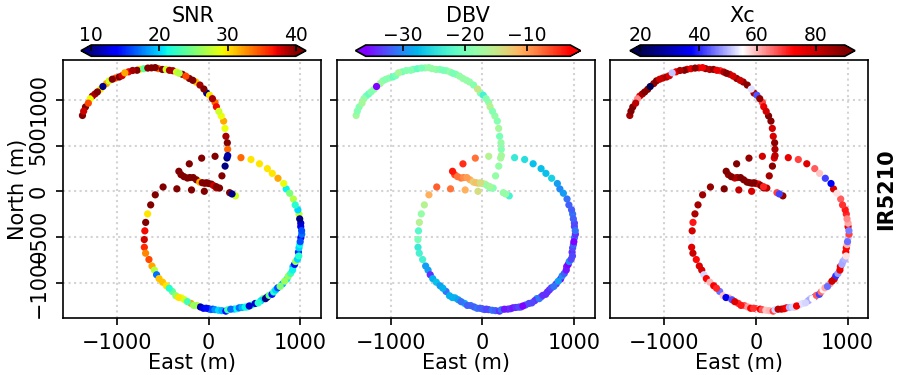 SNR DBV Xc
10 20 30 40 −30 −20 −10 20 40 60 80
North (m)
1000
500
0
−500
−1000
−1000 0 1000 −1000 0 1000 −1000 0 1000
East (m) East (m) East (m)
IR5210